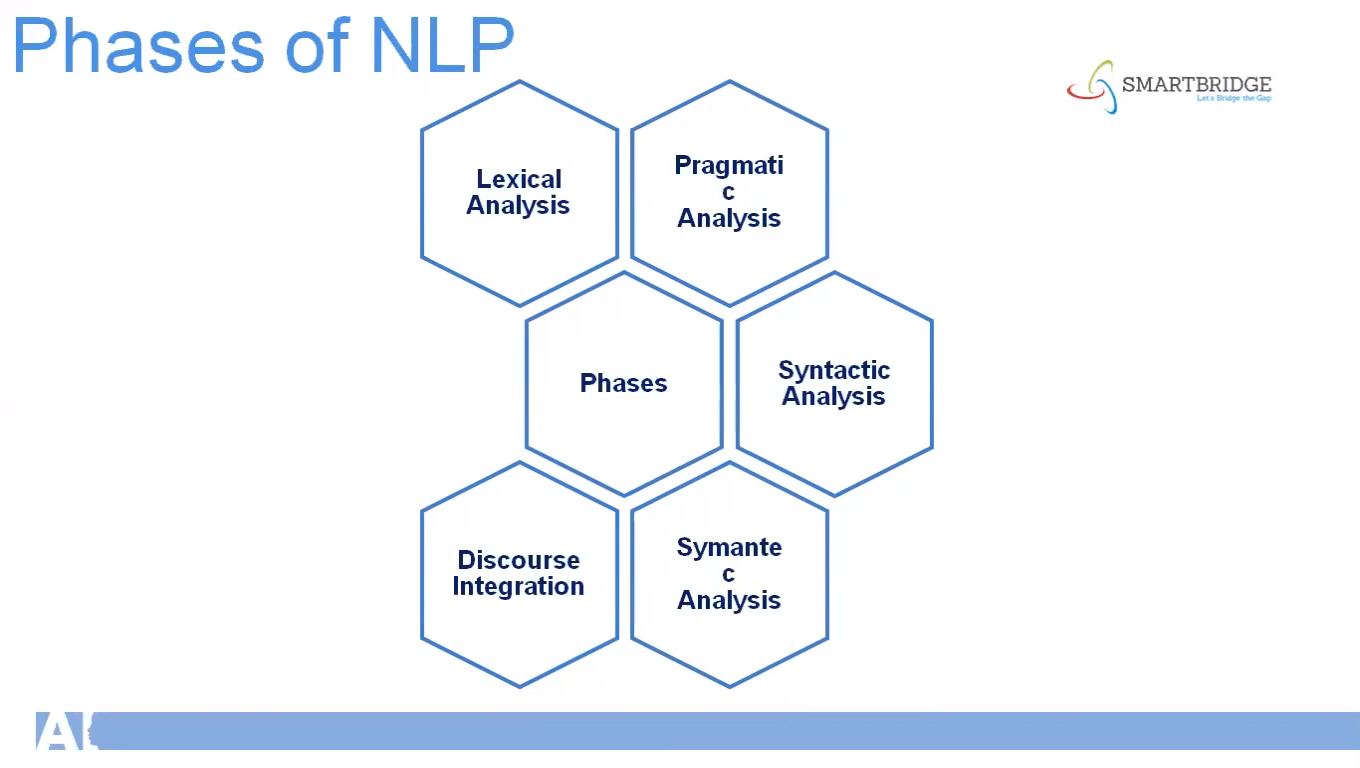 Phases of NLP
SMARTBRIDGE
Let's Bridge the Gap
Lexical
Analysis
Pragmati
c
Analysis
Phases
Syntactic
Analysis
Discourse
Integration
Symante
c
Analysis
AI